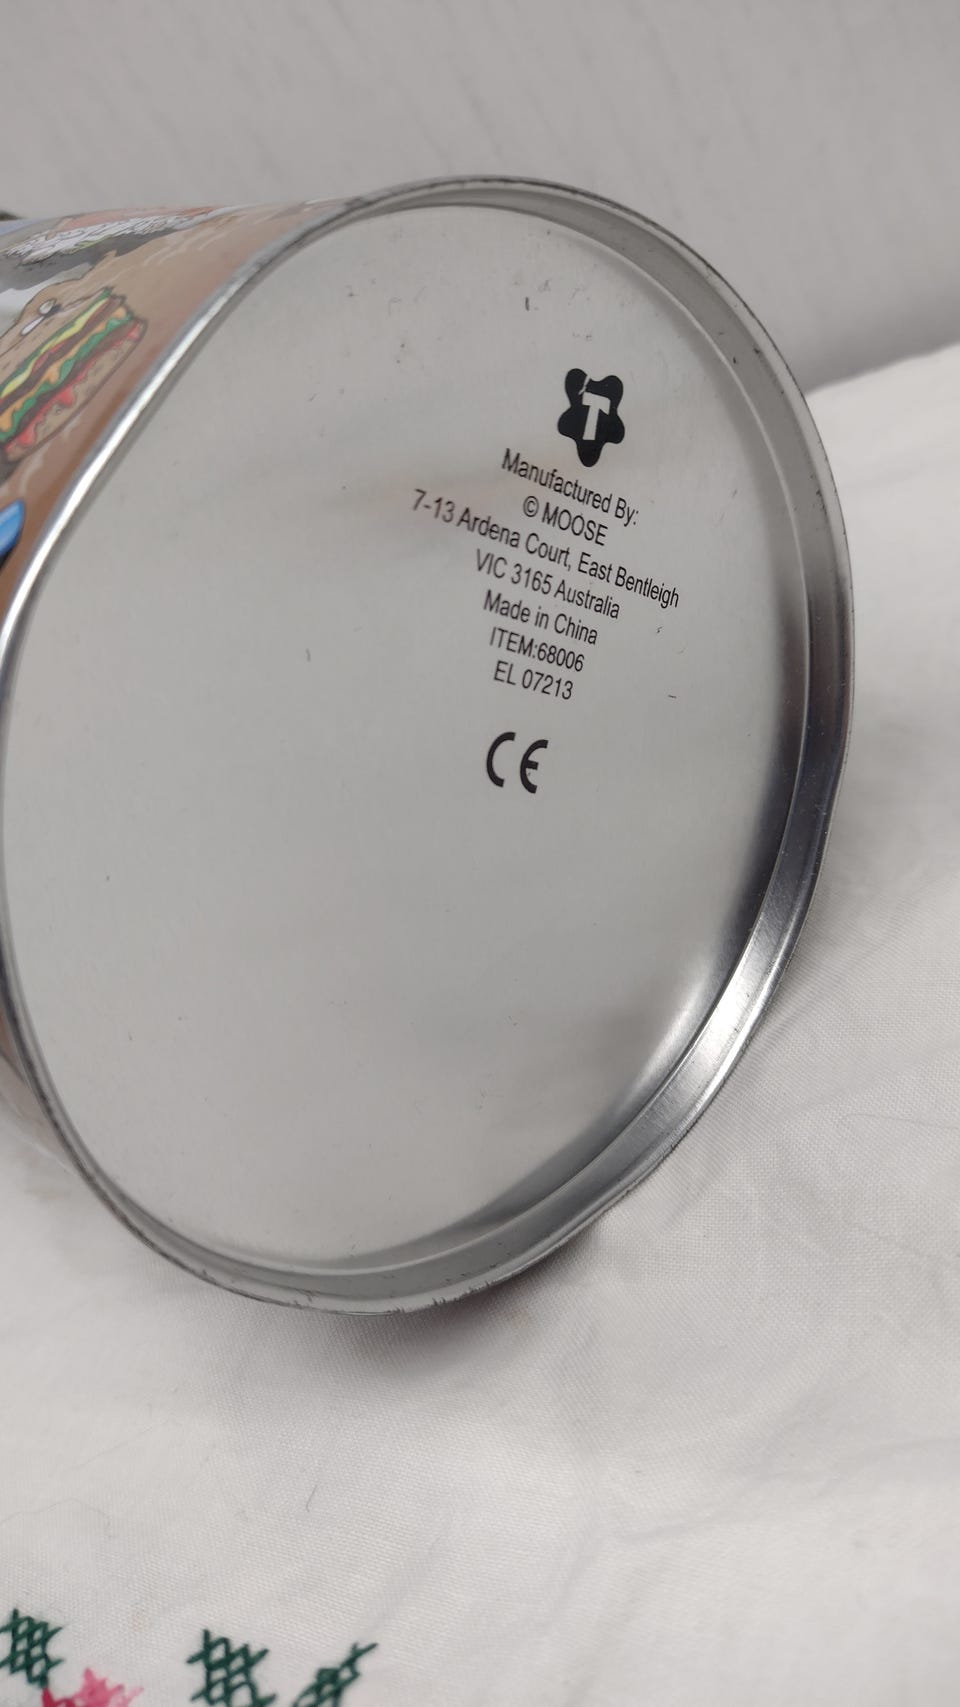 T
Manufactured By:
© MOOSE
7-13 Ardena Court, East Bentleigh
VIC 3165 Australia
Made in China
ITEM:68006
EL 07213
CE